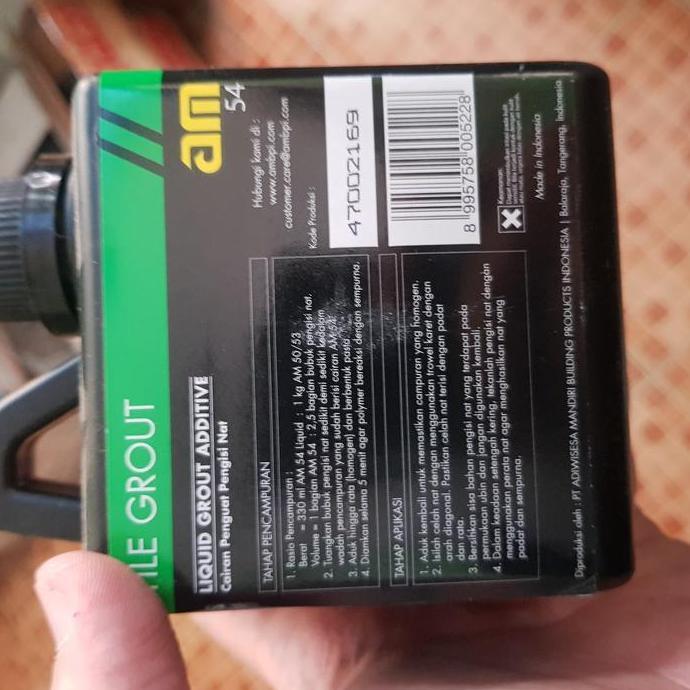 TILE GROUT
am
54
LIQUID GROUT ADDITIVE
Cairan Penguat Pengisi Nat
Hubungi kami di :
www.ambpi.com
customer.care@ambpi.com
Kode Produksi :
47002169
TAHAP PENCAMPURAN
1. Rasio Pencampuran :
Berat = 330 ml AM 54 Liquid : 1 kg AM 50/53
Volume = 1 bagian AM 54 : 2,5 bagian bubuk pengisi nat.
2. Tuangkan bubuk pengisi nat sedikit demi sedikit kedalam
wadah pencampuran yang sudah berisi cairan AM 54.
3. Aduk hingga rata (homogen) dan berbentuk pasta.
4. Diamkan selama 5 menit agar polymer bereaksi dengan sempurna.
8 995758 005228
TAHAP APLIKASI
1. Aduk kembali untuk memastikan campuran yang homogen.
2. Isilah celah nat dengan menggunakan trowel karet dengan
arah diagonal. Pastikan celah nat terisi dengan padat
dan rata.
3. Bersihkan sisa bahan pengisi nat yang terdapat pada
permukaan ubin dan jangan digunakan kembali.
4. Dalam keadaan setengah kering, tekanlah pengisi nat dengan
menggunakan perata nat agar menghasilkan nat yang
padat dan sempurna.
Keamanan:
Made in Indonesia
Diproduksi oleh : PT ADIWISESA MANDIRI BUILDING PRODUCTS INDONESIA | Balaraja, Tangerang, Indonesia